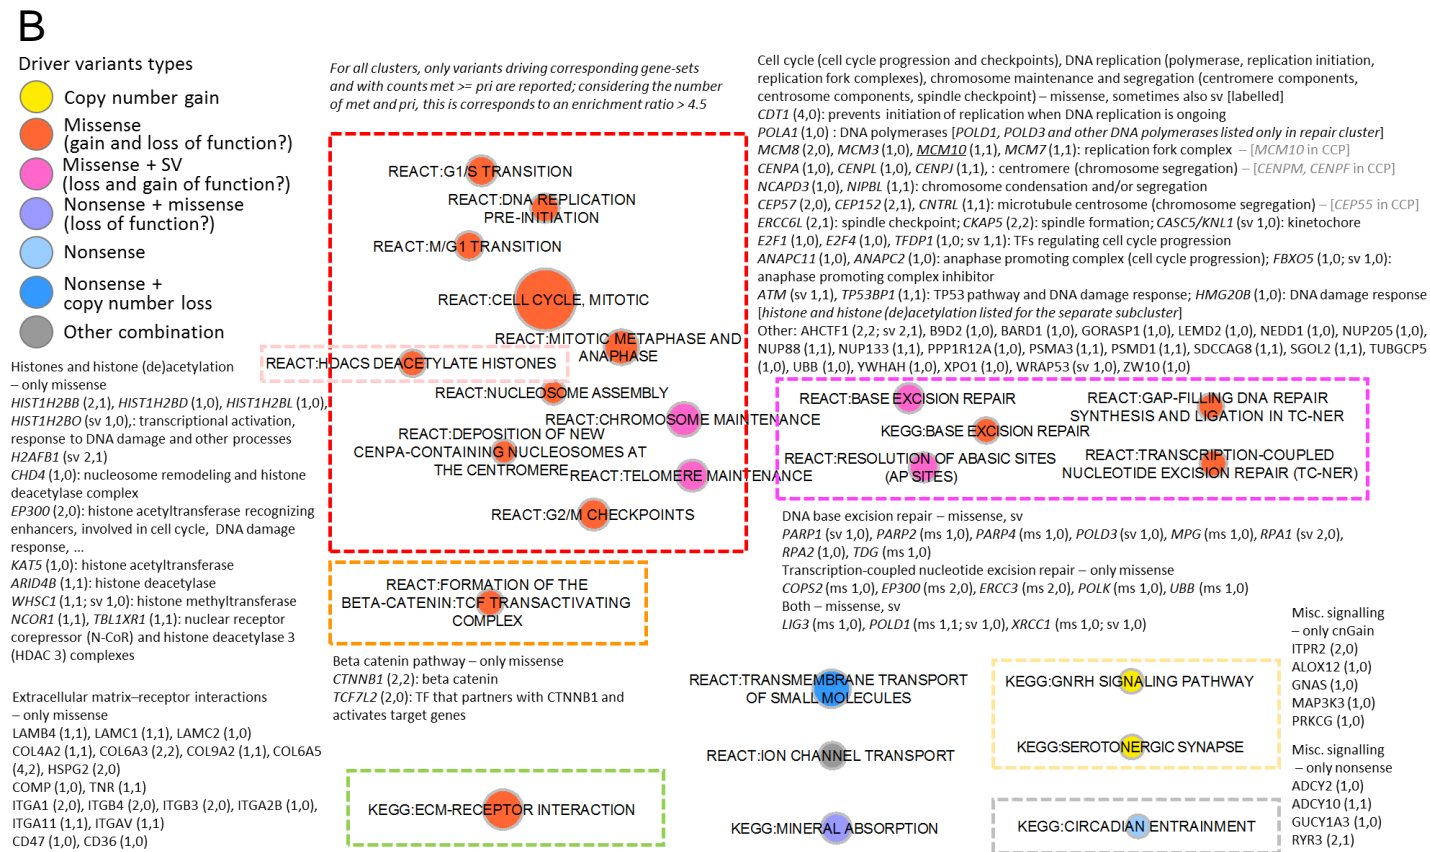 B
Driver variants types
Copy number gain
Missense
(gain and loss of function?)
Missense + SV
(loss and gain of function?)
Nonsense + missense
(loss of function?)
Nonsense
Nonsense +
copy number loss
Other combination
For all clusters, only variants driving corresponding gene-sets
and with counts met >= pri are reported; considering the number
of met and pri, this is corresponds to an enrichment ratio > 4.5
REACT:G1/S TRANSITION
REACT:DNA REPLICATION
PRE-INITIATION
REACT:M/G1 TRANSITION
REACT:CELL CYCLE, MITOTIC
REACT:MITOTIC METAPHASE AND
ANAPHASE
REACT:HDACS DEACETYLATE HISTONES
REACT:NUCLEOSOME ASSEMBLY
REACT:CHROMOSOME MAINTENANCE
REACT:DEPOSITION OF NEW
CENPA-CONTAINING NUCLEOSOMES AT
THE CENTROMERE
REACT:TELOMERE MAINTENANCE
REACT:G2/M CHECKPOINTS
Cell cycle (cell cycle progression and checkpoints), DNA replication (polymerase, replication initiation,
replication fork complexes), chromosome maintenance and segregation (centromere components,
centrosome components, spindle checkpoint) – missense, sometimes also sv [labelled]
CDT1 (4,0): prevents initiation of replication when DNA replication is ongoing
POLA1 (1,0) : DNA polymerases [POLD1, POLD3 and other DNA polymerases listed only in repair cluster]
MCM8 (2,0), MCM3 (1,0), MCM10 (1,1), MCM7 (1,1): replication fork complex – [MCM10 in CCP]
CENPA (1,0), CENPL (1,0), CENPJ (1,1), : centromere (chromosome segregation) – [CENPM, CENPF in CCP]
NCAPD3 (1,0), NIPBL (1,1): chromosome condensation and/or segregation
CEP57 (2,0), CEP152 (2,1), CNTRL (1,1): microtubule centrosome (chromosome segregation) – [CEP55 in CCP]
ERCC6L (2,1): spindle checkpoint; CKAP5 (2,2): spindle formation; CASC5/KNL1 (sv 1,0): kinetochore
E2F1 (1,0), E2F4 (1,0), TFDP1 (1,0; sv 1,1): TFs regulating cell cycle progression
ANAPC11 (1,0), ANAPC2 (1,0): anaphase promoting complex (cell cycle progression); FBXO5 (1,0; sv 1,0):
anaphase promoting complex inhibitor
ATM (sv 1,1), TP53BP1 (1,1): TP53 pathway and DNA damage response; HMG20B (1,0): DNA damage response
[histone and histone (de)acetylation listed for the separate subcluster]
Other: AHCTF1 (2,2; sv 2,1), B9D2 (1,0), BARD1 (1,0), GORASP1 (1,0), LEMD2 (1,0), NEDD1 (1,0), NUP205 (1,0),
NUP88 (1,1), NUP133 (1,1), PPP1R12A (1,0), PSMA3 (1,1), PSMD1 (1,1), SDCCAG8 (1,1), SGOL2 (1,1), TUBGCP5
(1,0), UBB (1,0), YWHAH (1,0), XPO1 (1,0), WRAP53 (sv 1,0), ZW10 (1,0)
REACT:BASE EXCISION REPAIR
REACT:GAP-FILLING DNA REPAIR
SYNTHESIS AND LIGATION IN TC-NER
KEGG:BASE EXCISION REPAIR
REACT:RESOLUTION OF ABASIC SITES
(AP SITES)
REACT:TRANSCRIPTION-COUPLED
NUCLEOTIDE EXCISION REPAIR (TC-NER)
DNA base excision repair – missense, sv
PARP1 (sv 1,0), PARP2 (ms 1,0), PARP4 (ms 1,0), POLD3 (sv 1,0), MPG (ms 1,0), RPA1 (sv 2,0),
RPA2 (1,0), TDG (ms 1,0)
Transcription-coupled nucleotide excision repair – only missense
COPS2 (ms 1,0), EP300 (ms 2,0), ERCC3 (ms 2,0), POLK (ms 1,0), UBB (ms 1,0)
Both – missense, sv
LIG3 (ms 1,0), POLD1 (ms 1,1; sv 1,0), XRCC1 (ms 1,0; sv 1,0)
Histones and histone (de)acetylation
– only missense
HIST1H2BB (2,1), HIST1H2BD (1,0), HIST1H2BL (1,0),
HIST1H2BO (sv 1,0),: transcriptional activation,
response to DNA damage and other processes
H2AFB1 (sv 2,1)
CHD4 (1,0): nucleosome remodeling and histone
deacetylase complex
EP300 (2,0): histone acetyltransferase recognizing
enhancers, involved in cell cycle, DNA damage
response, ...
KAT5 (1,0): histone acetyltransferase
ARID4B (1,1): histone deacetylase
WHSC1 (1,1; sv 1,0): histone methyltransferase
NCOR1 (1,1), TBL1XR1 (1,1): nuclear receptor
corepressor (N-CoR) and histone deacetylase 3
(HDAC 3) complexes
REACT:FORMATION OF THE
BETA-CATENIN:TCF TRANSACTIVATING
COMPLEX
Beta catenin pathway – only missense
CTNNB1 (2,2): beta catenin
TCF7L2 (2,0): TF that partners with CTNNB1 and
activates target genes
Extracellular matrix–receptor interactions
– only missense
LAMB4 (1,1), LAMC1 (1,1), LAMC2 (1,0)
COL4A2 (1,1), COL6A3 (2,2), COL9A2 (1,1), COL6A5
(4,2), HSPG2 (2,0)
COMP (1,0), TNR (1,1)
ITGA1 (2,0), ITGB4 (2,0), ITGB3 (2,0), ITGA2B (1,0),
ITGA11 (1,1), ITGAV (1,1)
CD47 (1,0), CD36 (1,0)
KEGG:ECM-RECEPTOR INTERACTION
REACT:TRANSMEMBRANE TRANSPORT
OF SMALL MOLECULES
REACT:ION CHANNEL TRANSPORT
KEGG:MINERAL ABSORPTION
KEGG:GNRH SIGNALING PATHWAY
KEGG:SEROTONERGIC SYNAPSE
KEGG:CIRCADIAN ENTRAINMENT
Misc. signalling
– only cnGain
ITPR2 (2,0)
ALOX12 (1,0)
GNAS (1,0)
MAP3K3 (1,0)
PRKCG (1,0)
Misc. signalling
– only nonsense
ADCY2 (1,0)
ADCY10 (1,1)
GUCY1A3 (1,0)
RYR3 (2,1)